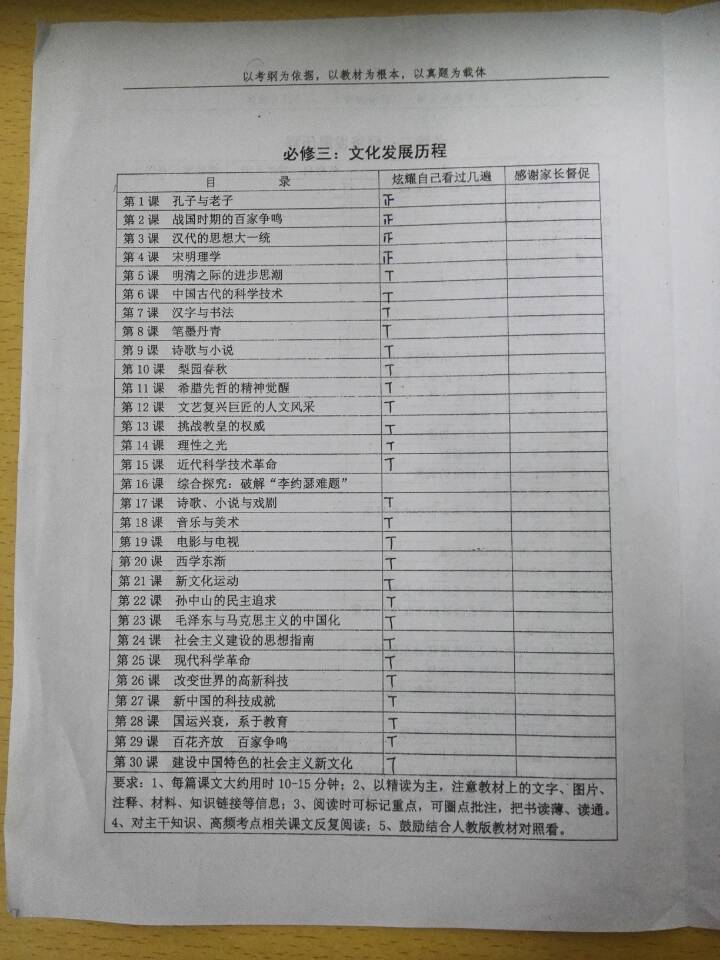 以考纲为依据，以教材为根本，以真题为载体
必修三：文化发展历程
目 录 炫耀自己看过几遍 感谢家长督促
第 1 课 孔子与老子 正
第 2 课 战国时期的百家争鸣 正
第 3 课 汉代的思想大一统 正
第 4 课 宋明理学 正
第 5 课 明清之际的进步思潮 丅
第 6 课 中国古代的科学技术 丅
第 7 课 汉字与书法 丅
第 8 课 笔墨丹青 丅
第 9 课 诗歌与小说 丅
第 10 课 梨园春秋 丅
第 11 课 希腊先哲的精神觉醒 丅
第 12 课 文艺复兴巨匠的人文风采 丅
第 13 课 挑战教皇的权威 丅
第 14 课 理性之光 丅
第 15 课 近代科学技术革命 丅
第 16 课 综合探究：破解“李约瑟难题”
第 17 课 诗歌、小说与戏剧 丅
第 18 课 音乐与美术 丅
第 19 课 电影与电视 丅
第 20 课 西学东渐 丅
第 21 课 新文化运动 丅
第 22 课 孙中山的民主追求 丅
第 23 课 毛泽东与马克思主义的中国化 丅
第 24 课 社会主义建设的思想指南 丅
第 25 课 现代科学革命 丅
第 26 课 改变世界的高新科技 丅
第 27 课 新中国的科技成就 丅
第 28 课 国运兴衰，系于教育 丅
第 29 课 百花齐放 百家争鸣 丅
第 30 课 建设中国特色的社会主义新文化 丅
要求：1、每篇课文大约用时 10-15 分钟；2、以精读为主，注意教材上的文字、图片、
注释、材料、知识链接等信息；3、阅读时可标记重点，可圈点批注，把书读薄、读通。
4、对主干知识、高频考点相关课文反复阅读；5、鼓励结合人教版教材对照看。